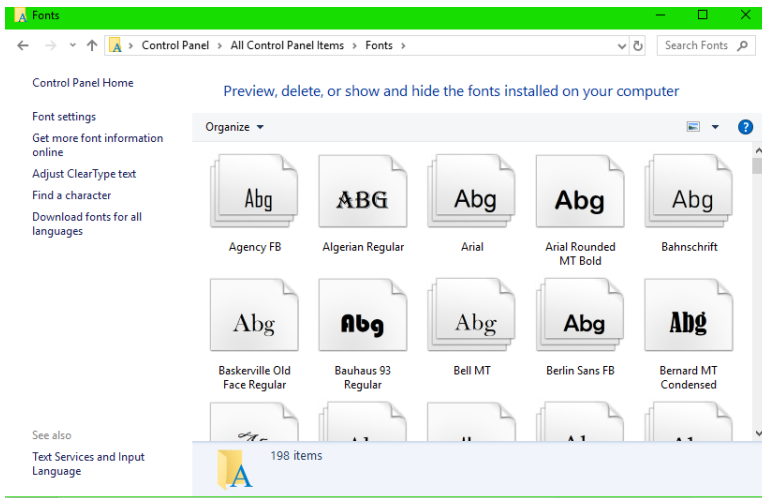 Fonts
Control Panel > All Control Panel Items > Fonts >
Search Fonts
Control Panel Home
Font settings
Get more font information
online
Adjust ClearType text
Find a character
Download fonts for all
languages
See also
Text Services and Input
Language
Preview, delete, or show and hide the fonts installed on your computer
Organize
Abg ABG Abg Abg Abg
Agency FB Algerian Regular Arial Arial Rounded
MT Bold Bahnschrift
Abg Abg Abg Abg Abg
Baskerville Old Bauhaus 93 Bell MT Berlin Sans FB Bernard MT
Face Regular Regular Condensed
198 items